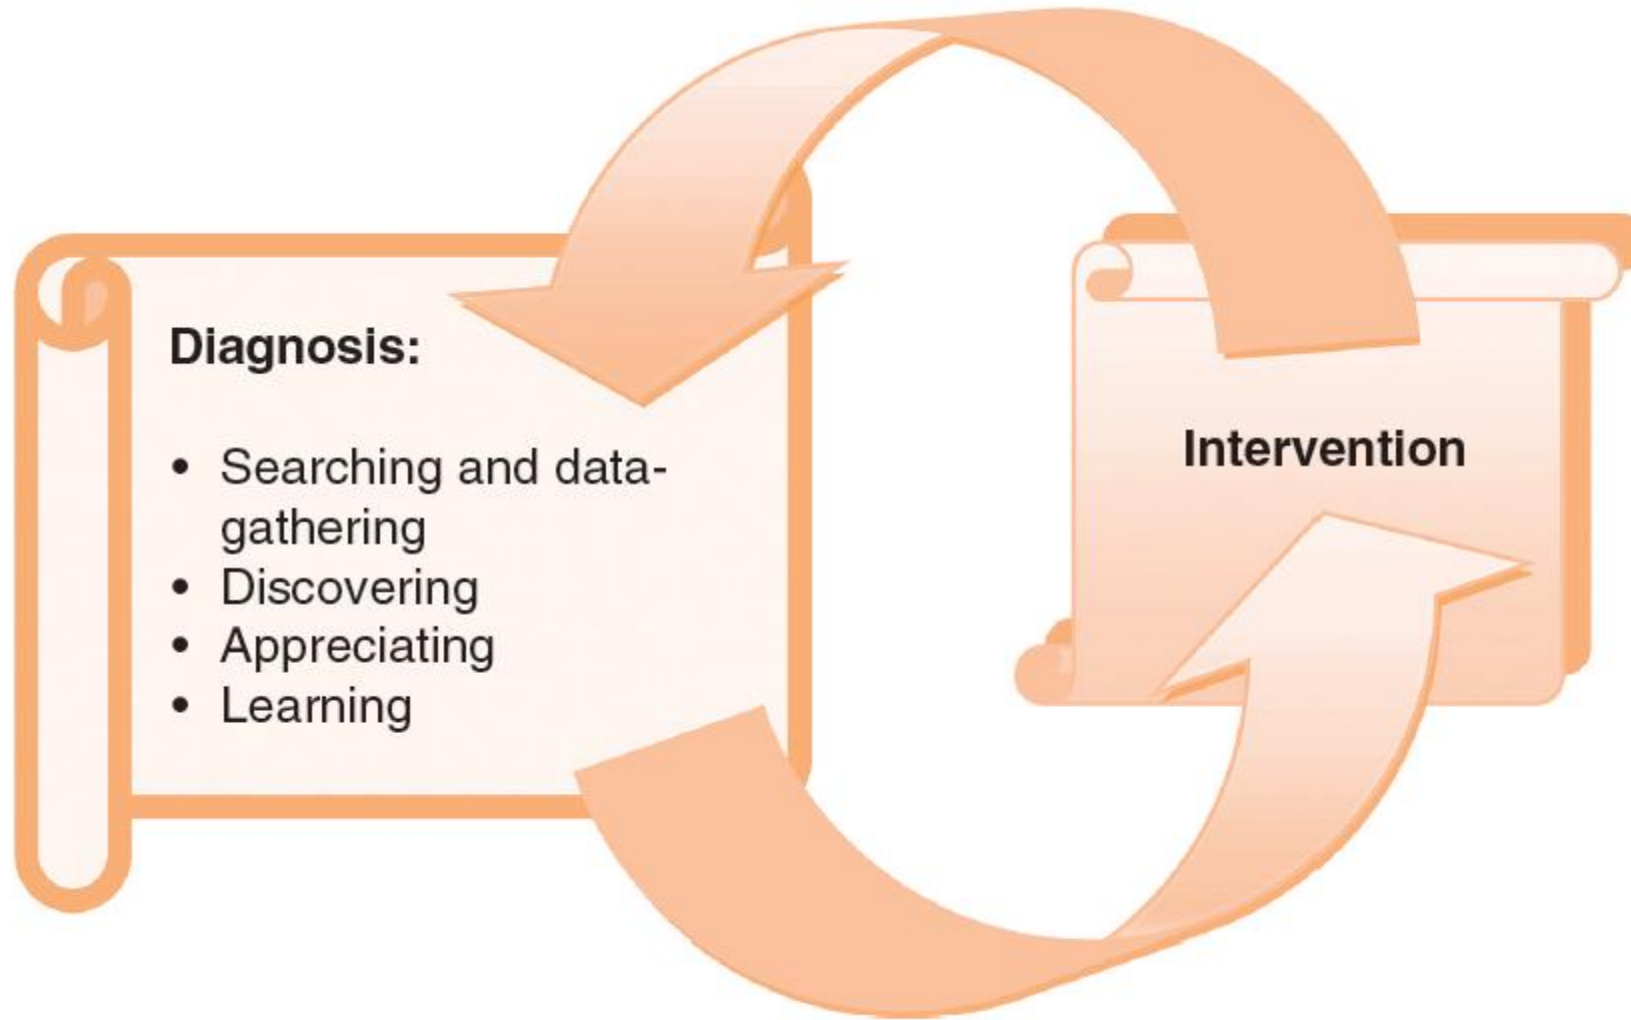 Diagnosis:
• Searching and data-
gathering
• Discovering
• Appreciating
• Learning
Intervention